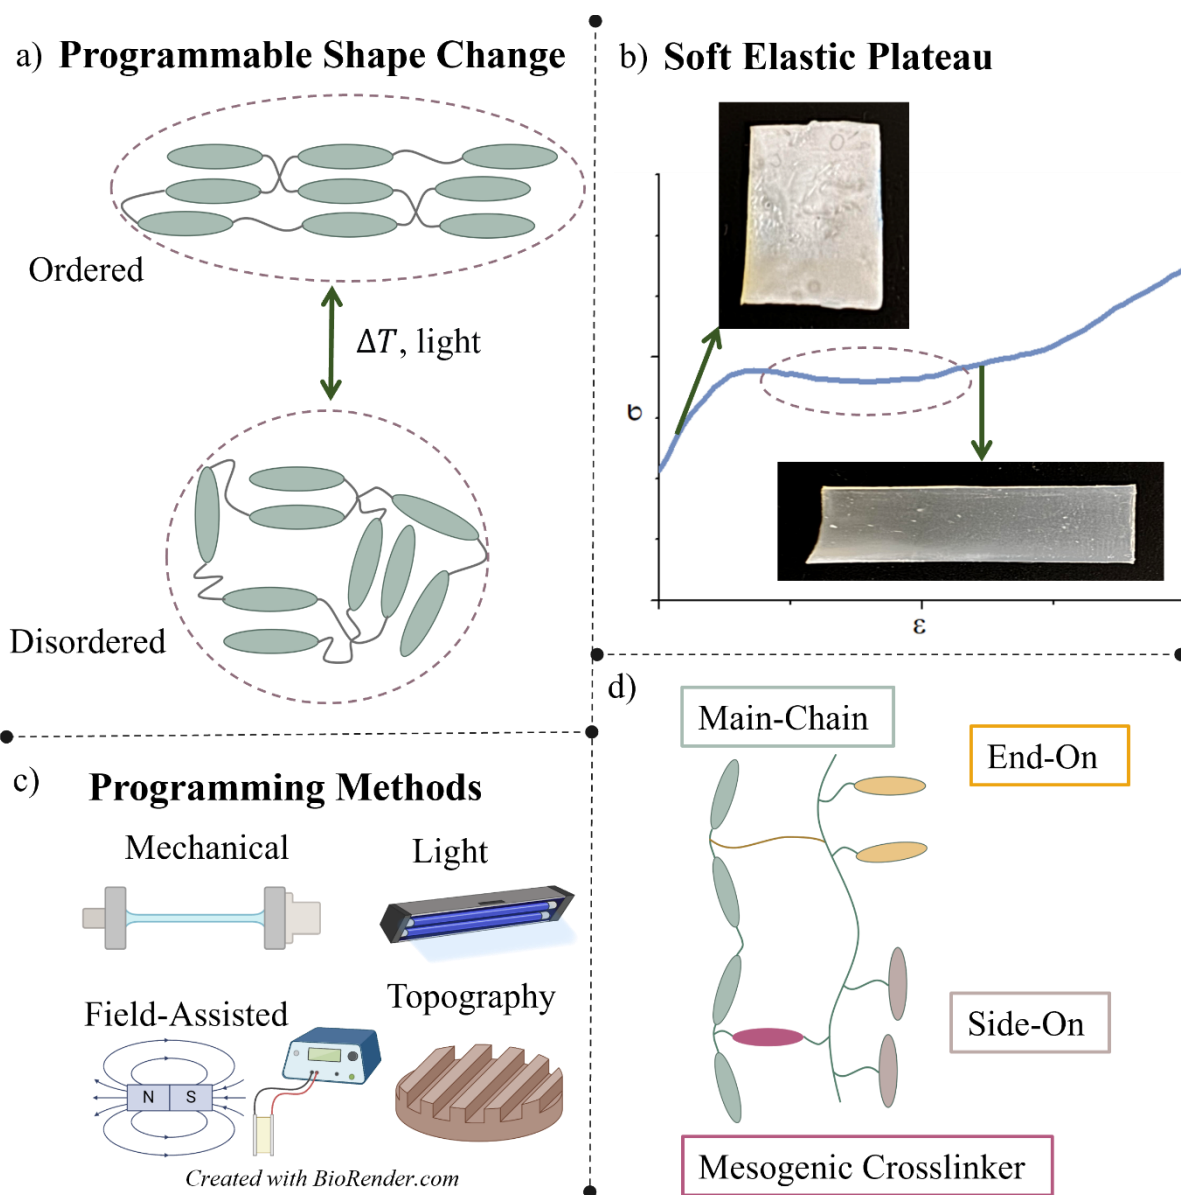 a) Programmable Shape Change
Ordered
ΔT, light
Disordered
b) Soft Elastic Plateau
σ
ε
c) Programming Methods
Mechanical
Light
Field-Assisted
Topography
N S
Created with BioRender.com
d)
Main-Chain
End-On
Side-On
Mesogenic Crosslinker